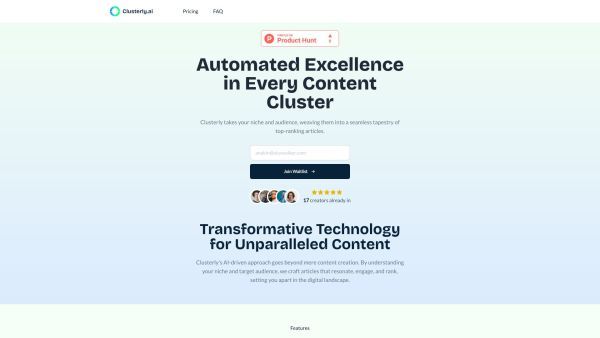 Clusterly.ai
Pricing
FAQ
Product Hunt
Automated Excellence
in Every Content
Cluster
Clusterly takes your niche and audience, weaving them into a seamless tapestry of
top-ranking articles.
Join Waitlist →
17 creators already in
Transformative Technology
for Unparalleled Content
Clusterly's AI-driven approach goes beyond mere content creation. By understanding
your niche and target audience, we craft articles that resonate, engage, and rank,
setting you apart in the digital landscape.
Features